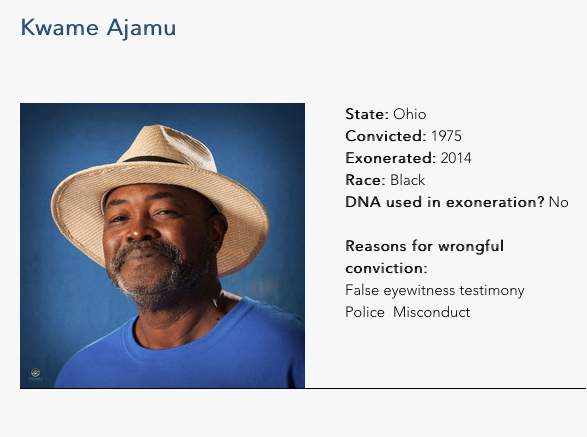 Kwame Ajamu
State: Ohio
Convicted: 1975
Exonerated: 2014
Race: Black
DNA used in exoneration? No
Reasons for wrongful
conviction:
False eyewitness testimony
Police  Misconduct